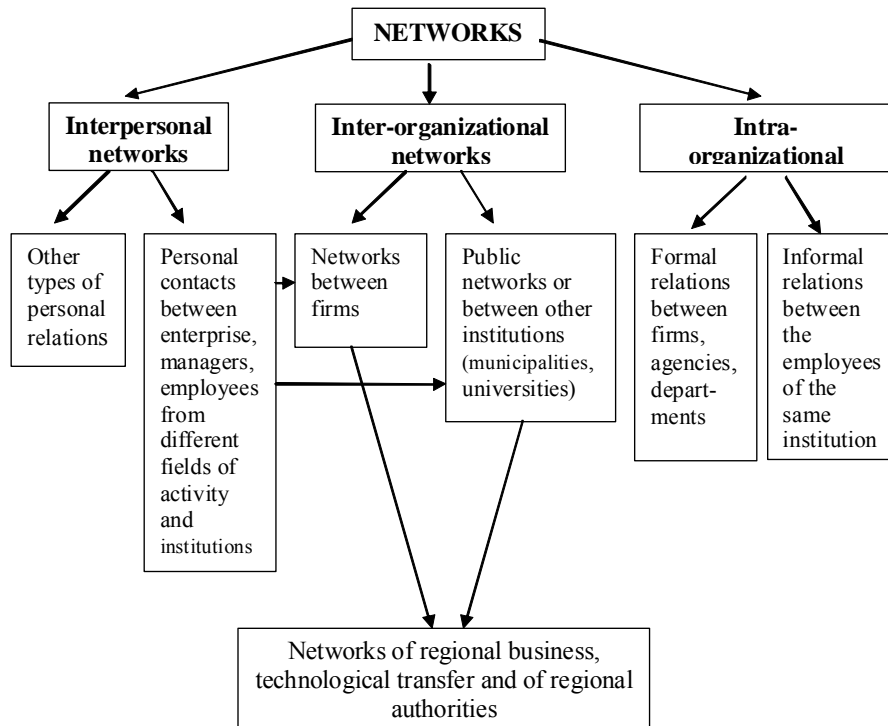 NETWORKS
Interpersonal
networks
Inter-organizational
networks
Intra-
organizational
Other
types of
personal
relations
Personal
contacts
between
enterprise,
managers,
employees
from
different
fields of
activity
and
institutions
Networks
between
firms
Public
networks or
between other
institutions
(municipalities,
universities)
Formal
relations
between
firms,
agencies,
depart-
ments
Informal
relations
between
the
employees
of the
same
institution
Networks of regional business,
technological transfer and of regional
authorities